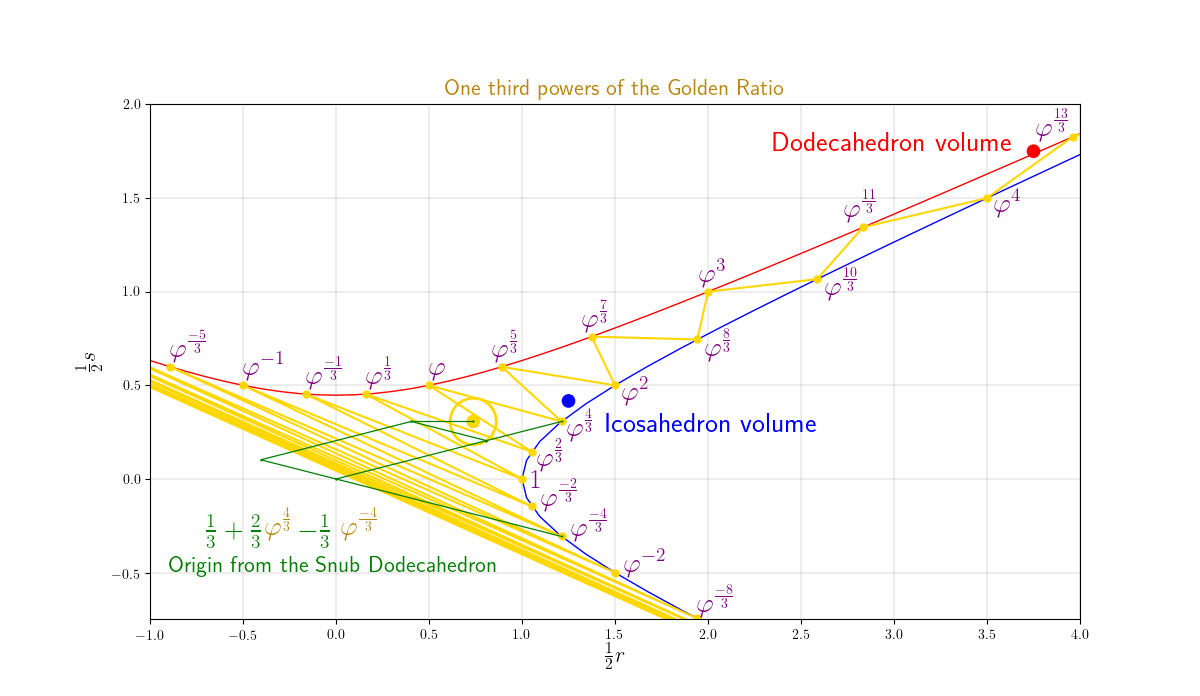 One third powers of the Golden Ratio
2.0
1.5
1.0
0.5
0.0
−0.5
½s
Dodecahedron volume
φ^{13/3}
φ^4
φ^{11/3}
φ^{10/3}
φ^3
φ^{8/3}
φ^{7/3}
φ^2
φ^{5/3}
φ^{4/3}
φ^{-5/3}
φ^{-1}
φ^{-1/3}
φ^{1/3}
φ
Icosahedron volume
φ^{2/3}
1
φ^{-2/3}
φ^{-4/3}
φ^{-2}
φ^{-8/3}
1/3 + 2/3 φ^{4/3} − 1/3 φ^{-4/3}
Origin from the Snub Dodecahedron
−1.0 −0.5 0.0 0.5 1.0 1.5 2.0 2.5 3.0 3.5 4.0
½r